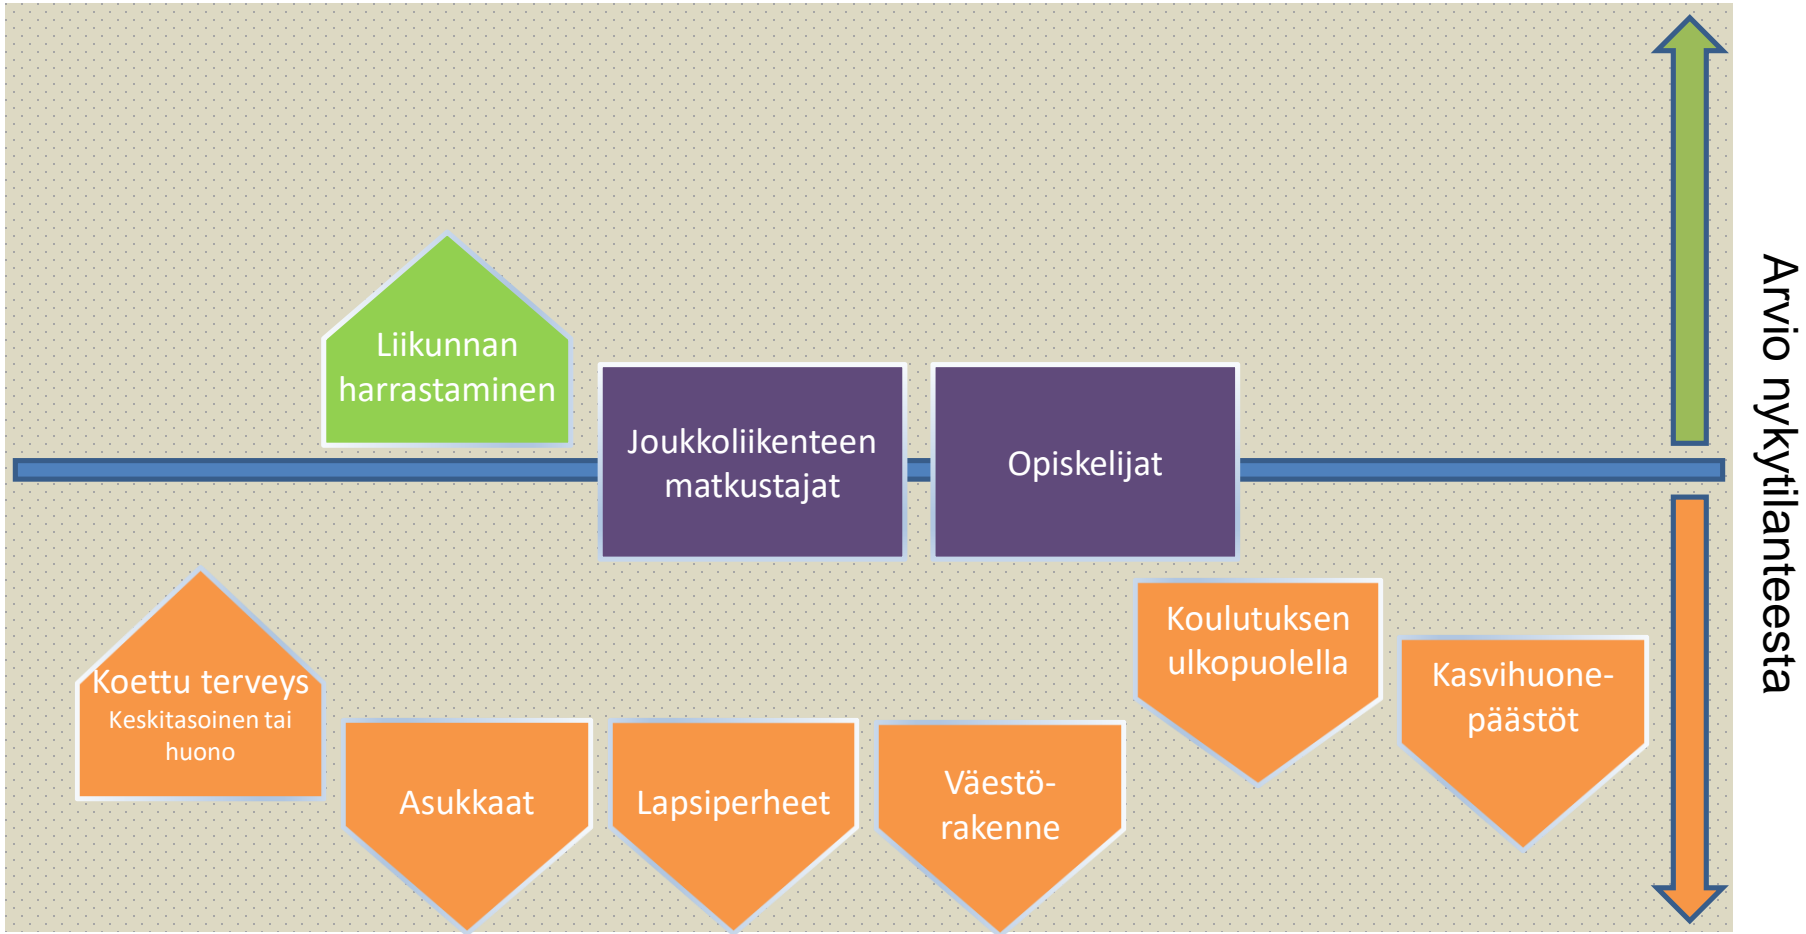 Liikunnan
harrastaminen
Joukkoliikenteen
matkustajat
Opiskelijat
Koettu terveys
Keskitasoinen tai
huono
Asukkaat
Lapsiperheet
Väestö-
rakenne
Koulutuksen
ulkopuolella
Kasvihuone-
päästöt
Arvio nykytilanteesta